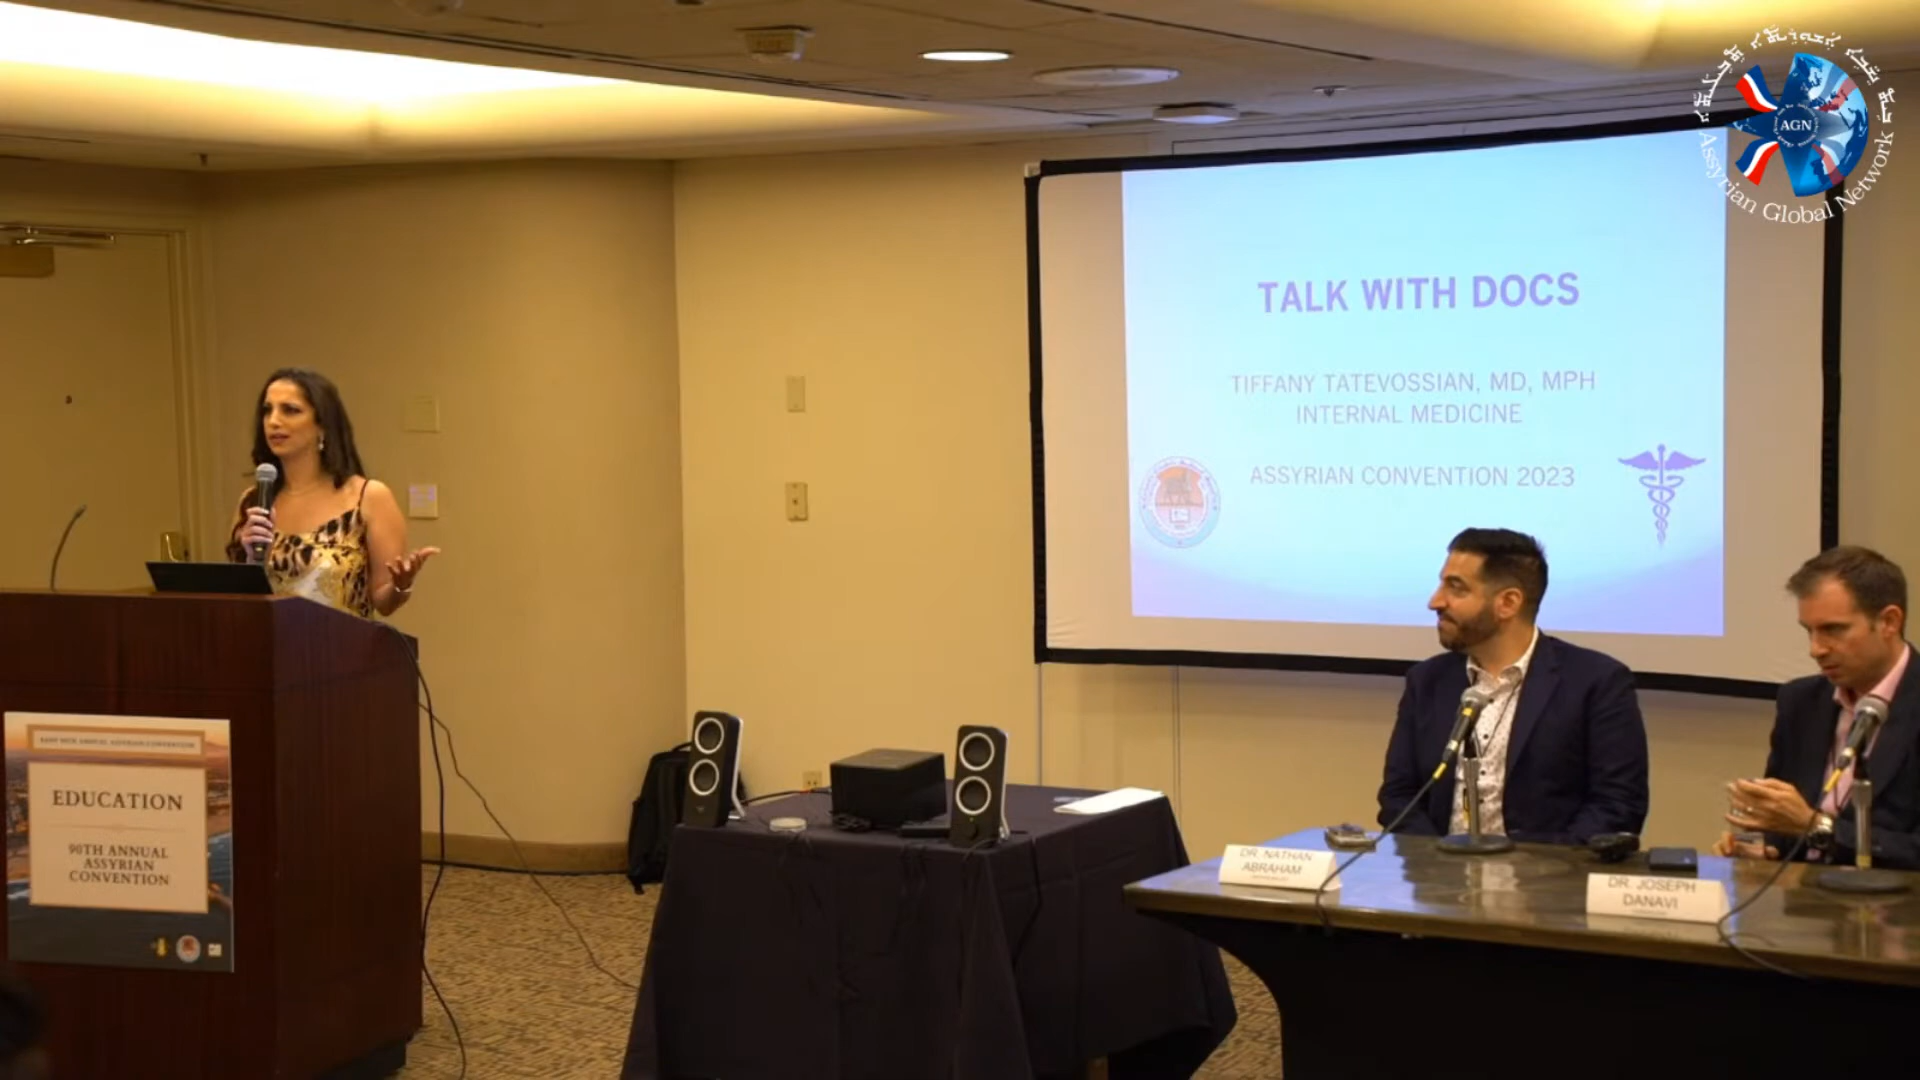 TALK WITH DOCS
TIFFANY TATEVOSSIAN, MD, MPH
INTERNAL MEDICINE
ASSYRIAN CONVENTION 2023
AGN
Assyrian Global Network
EDUCATION
90TH ANNUAL
ASSYRIAN
CONVENTION
DR. NATHAN
ABRAHAM
DR. JOSEPH
DANAVI